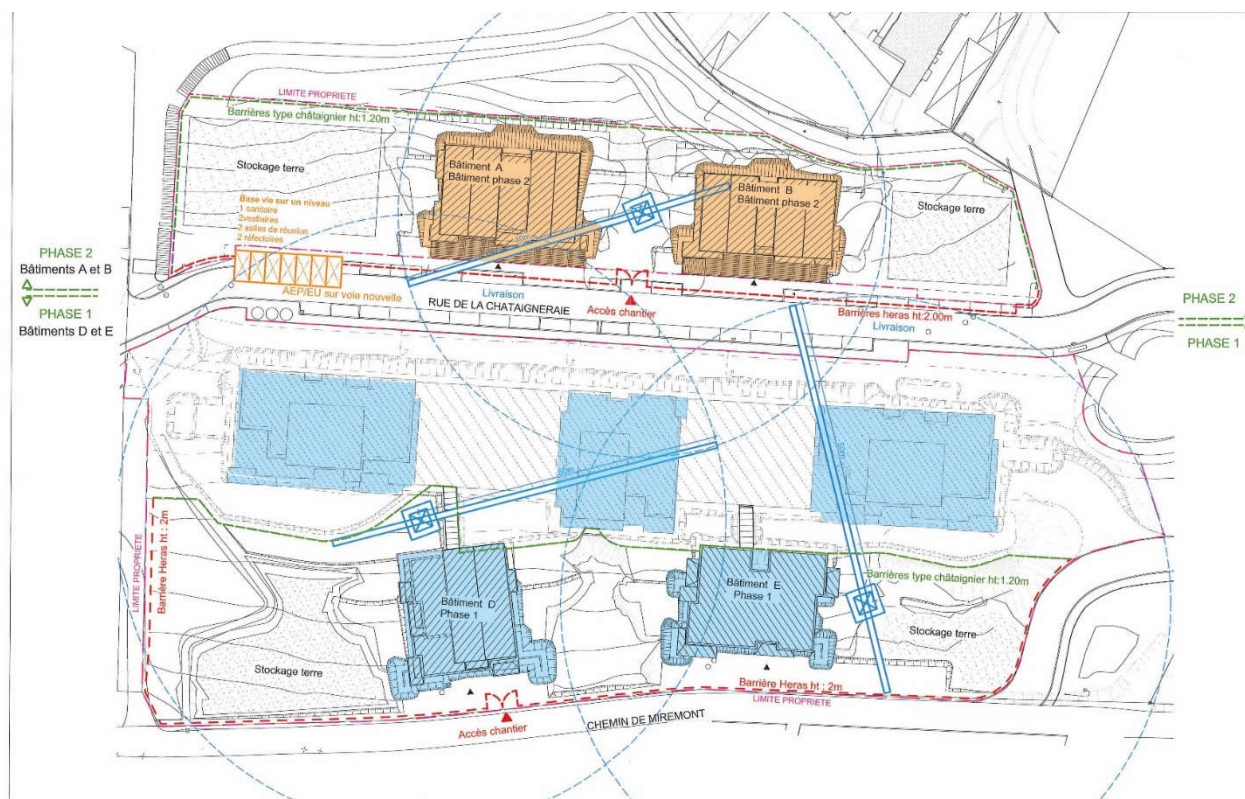 LIMITE PROPRIETE
Barrières type châtaignier ht:1.20m
Stockage terre
Bâtiment A
Bâtiment phase 2
Bâtiment B
Bâtiment phase 2
Stockage terre
Base vie sur un niveau
1 sanitaire
2vestiaires
2 salles de réunion
2 réfectoires
PHASE 2
Bâtiments A et B
PHASE 1
Bâtiments D et E
AEP/EU sur voie nouvelle
Livraison
RUE DE LA CHATAIGNERAIE
Accès chantier
Barrières heras ht:2.00m
Livraison
PHASE 2
PHASE 1
LIMITE PROPRIETE
Barrière Heras ht : 2m
Bâtiment D
Phase 1
Bâtiment E
Phase 1
Barrières type châtaignier ht:1.20m
Stockage terre
Stockage terre
Barrière Heras ht : 2m
LIMITE PROPRIETE
Accès chantier
CHEMIN DE MIREMONT